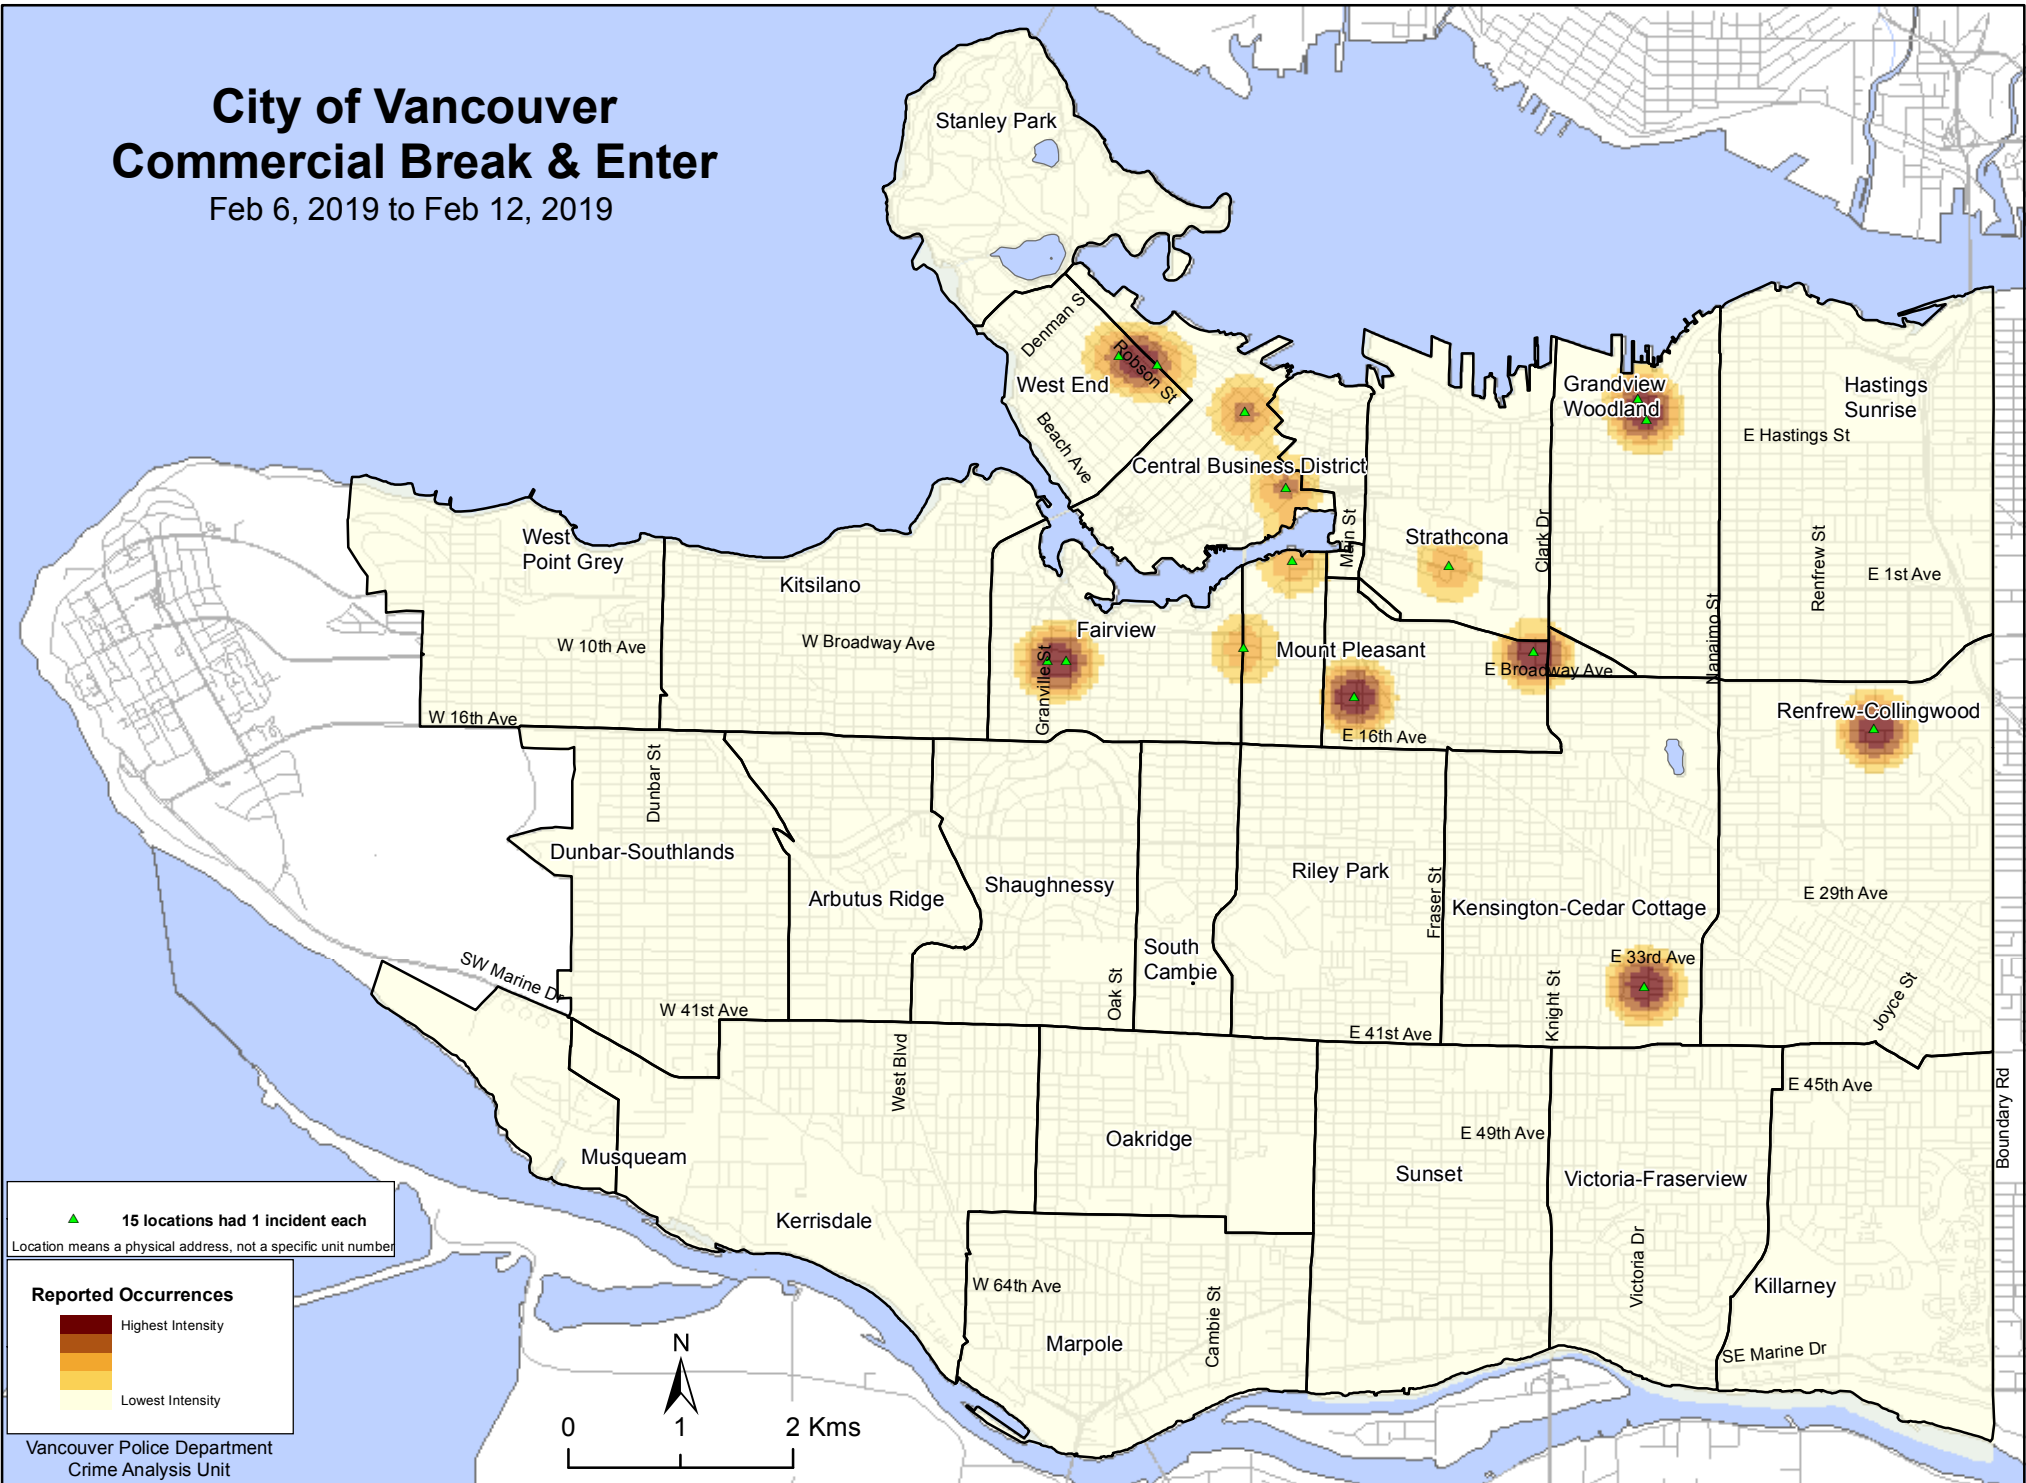 City of Vancouver
Commercial Break & Enter
Feb 6, 2019 to Feb 12, 2019
Stanley Park
Denman S
Robson St
West End
Beach Ave
Central Business District
Grandview
Woodland
Hastings
Sunrise
E Hastings St
West
Point Grey
Kitsilano
Main St
Strathcona
Clark Dr
Renfrew St
E 1st Ave
Nanaimo St
W 10th Ave
W Broadway Ave
Fairview
Granville St
Mount Pleasant
E Broadway Ave
W 16th Ave
E 16th Ave
Renfrew-Collingwood
Dunbar St
Dunbar-Southlands
Arbutus Ridge
Shaughnessy
Riley Park
Fraser St
Kensington-Cedar Cottage
E 29th Ave
South
Cambie
E 33rd Ave
SW Marine Dr
W 41st Ave
Oak St
E 41st Ave
Knight St
Joyce St
West Blvd
E 45th Ave
Boundary Rd
Musqueam
Oakridge
E 49th Ave
Sunset
Victoria-Fraserview
Kerrisdale
W 64th Ave
Victoria Dr
Killarney
Marpole
Cambie St
SE Marine Dr
15 locations had 1 incident each
Location means a physical address, not a specific unit number
Reported Occurrences
Highest Intensity
Lowest Intensity
N
0 1 2 Kms
Vancouver Police Department
Crime Analysis Unit